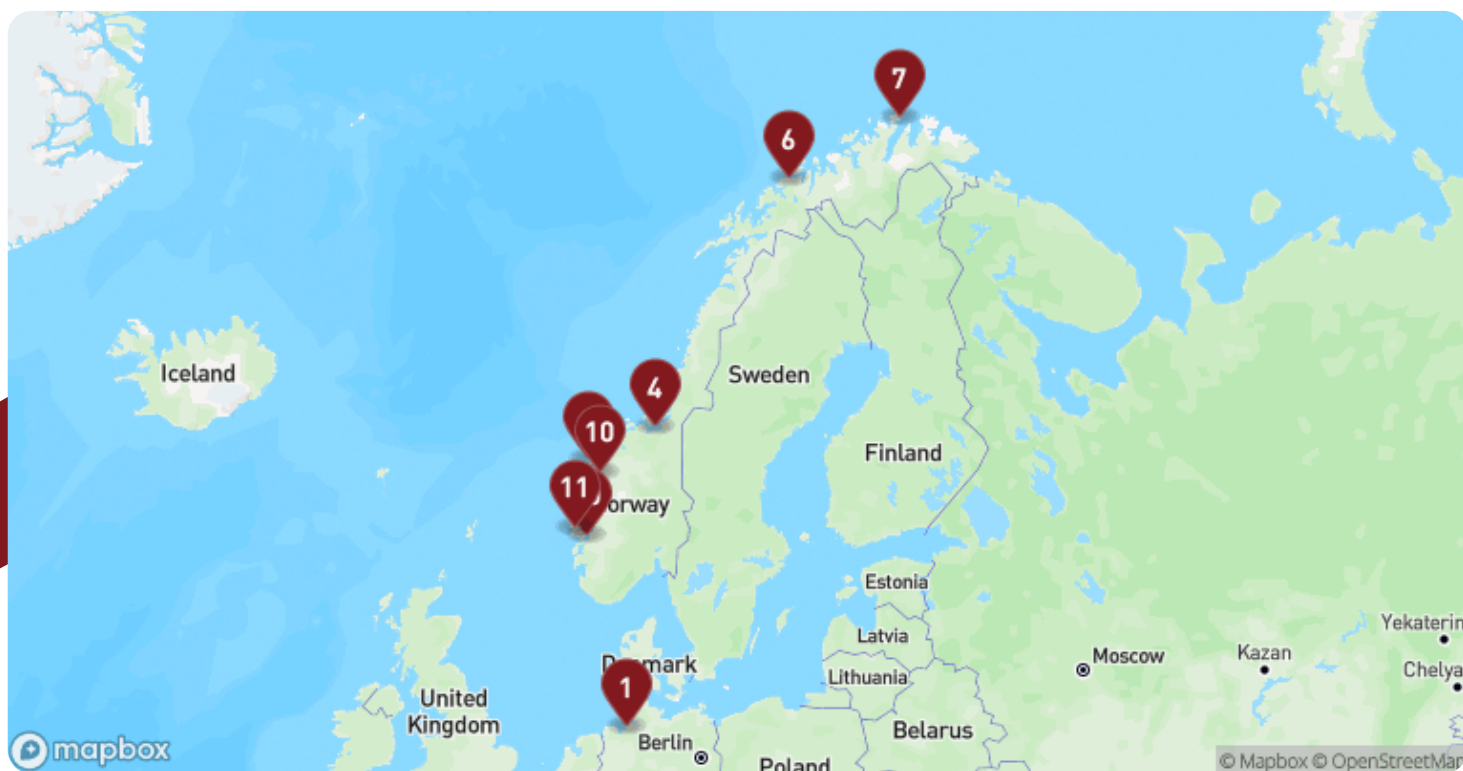 7
6
Iceland
Sweden
4
10
Finland
11
orway
Estonia
Latvia
Yekaterin
Moscow
Kazan
Denmark
Chelya
Lithuania
1
United
Kingdom
Belarus
Berlin
Poland
mapbox
© Mapbox © OpenStreetMap